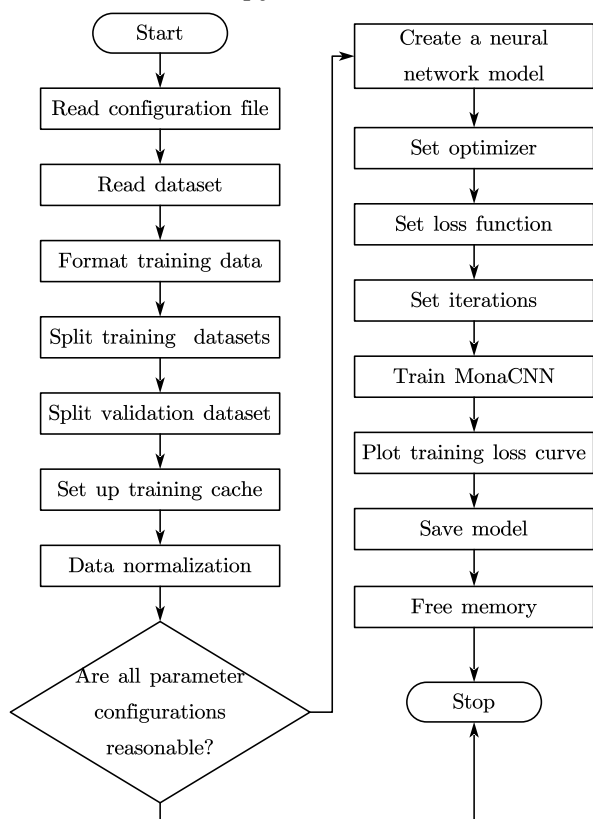 Start
Read configuration file
Read dataset
Format training data
Split training datasets
Split validation dataset
Set up training cache
Data normalization
Are all parameter
configurations
reasonable?
Create a neural
network model
Set optimizer
Set loss function
Set iterations
Train MonaCNN
Plot training loss curve
Save model
Free memory
Stop